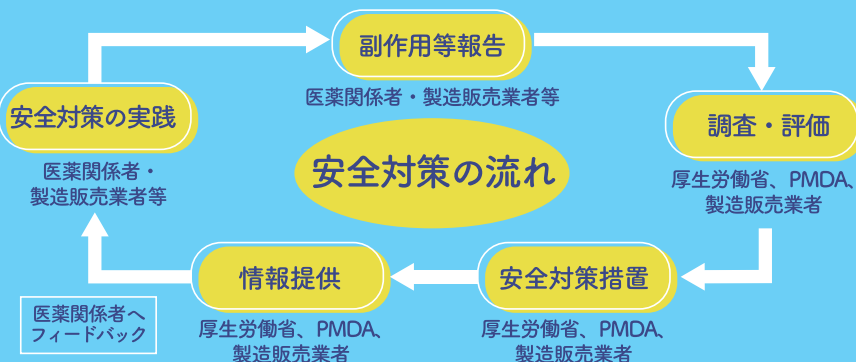 副作用等報告
医薬関係者・製造販売業者等
安全対策の実践
医薬関係者・
製造販売業者等
安全対策の流れ
調査・評価
厚生労働省、PMDA、
製造販売業者
情報提供
厚生労働省、PMDA、
製造販売業者
安全対策措置
厚生労働省、PMDA、
製造販売業者
医薬関係者へ
フィードバック